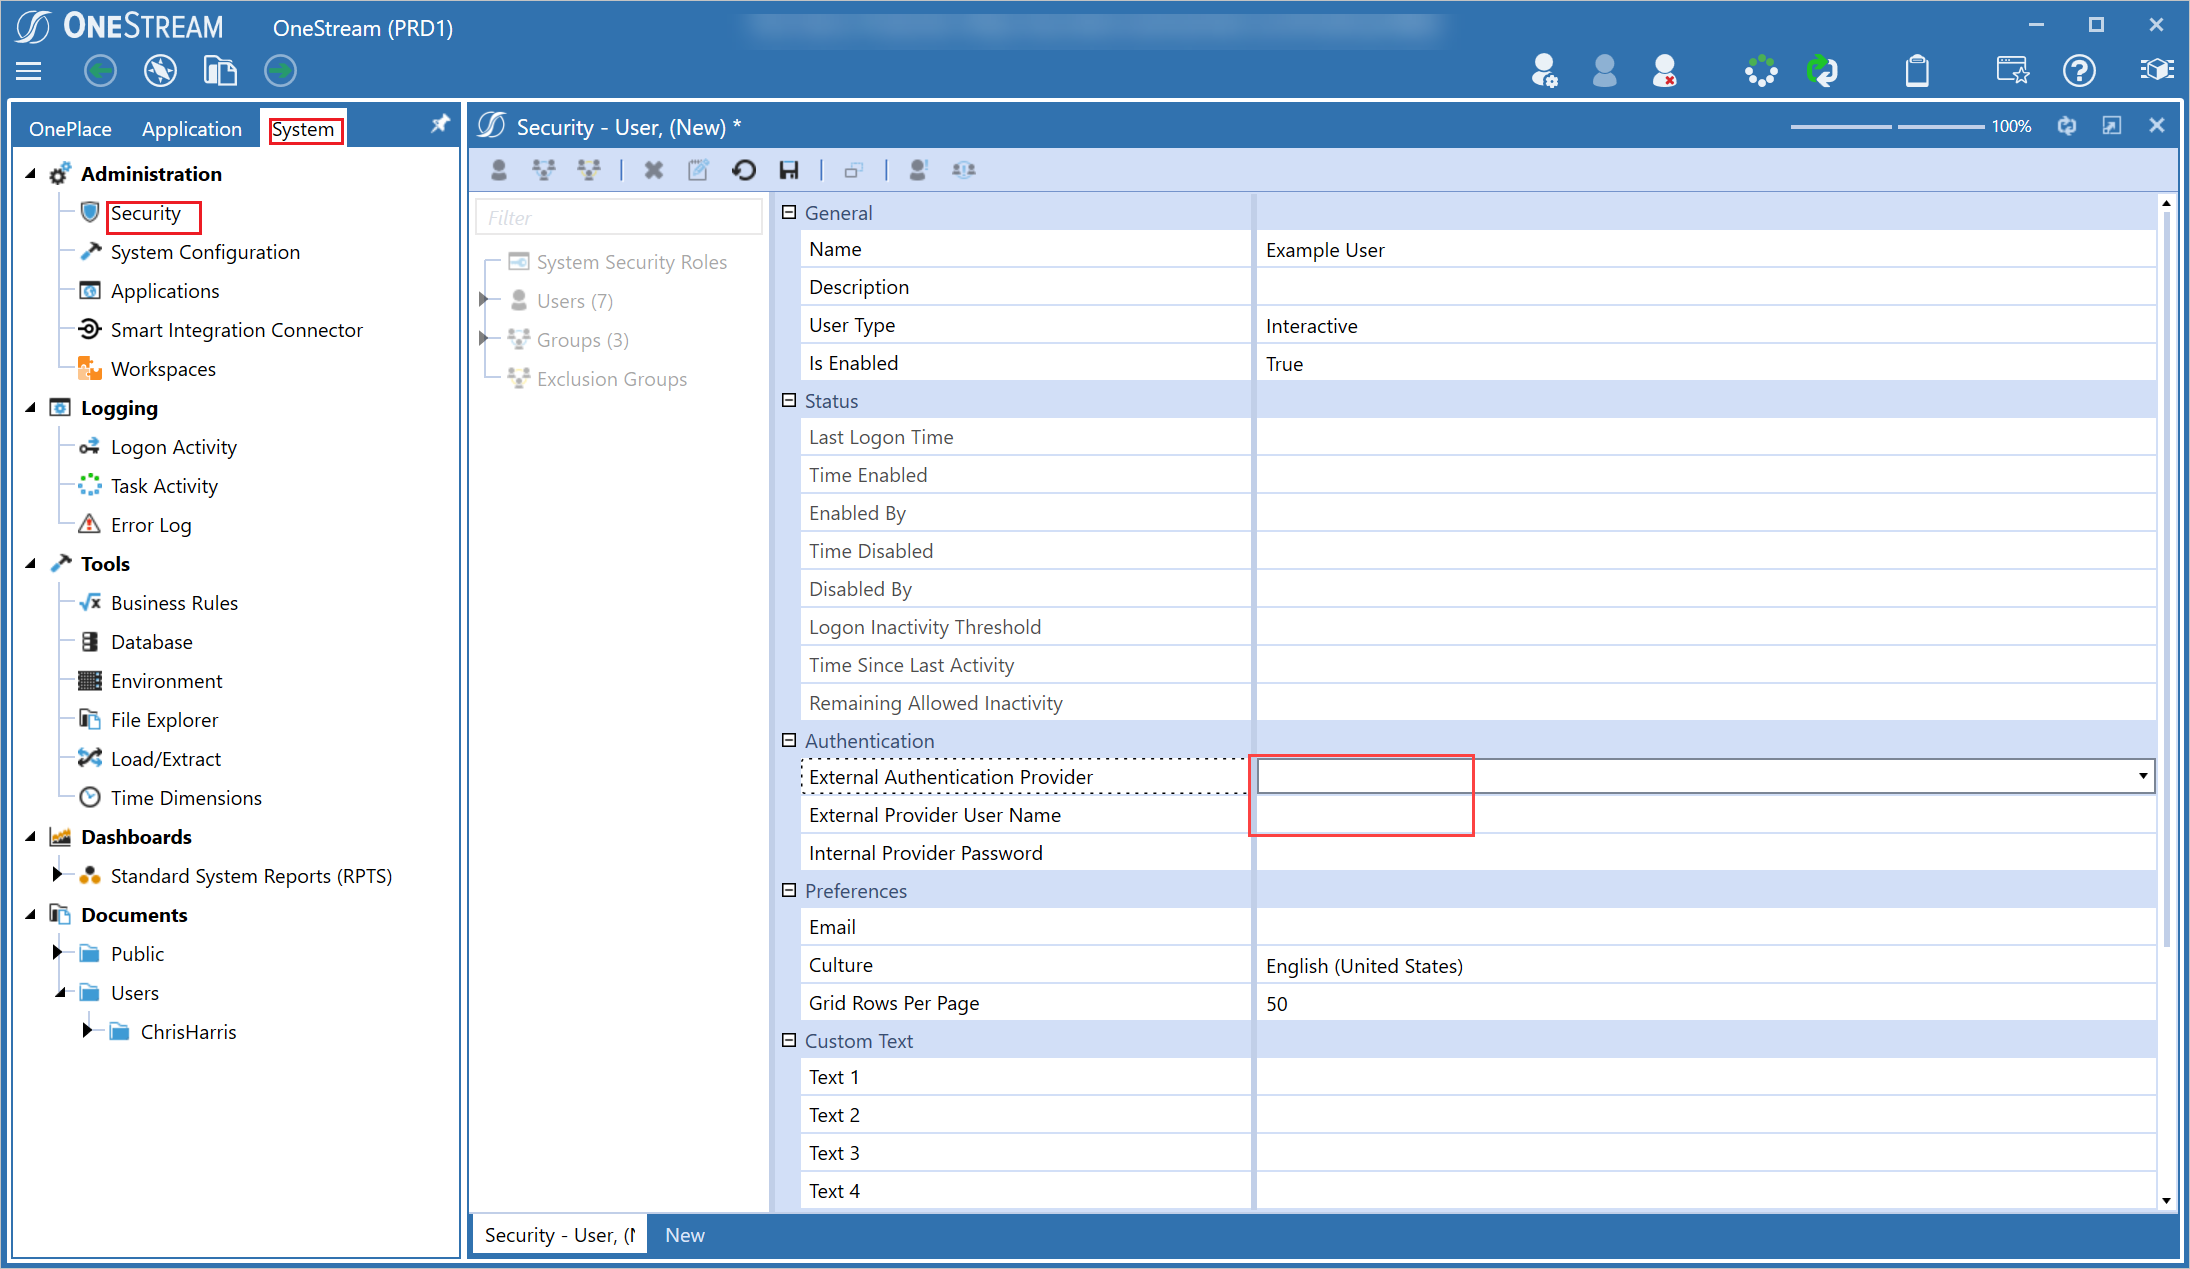 ONESTREAM
OneStream (PRD1)
OnePlace
Application
System
Administration
Security
System Configuration
Applications
Smart Integration Connector
Workspaces
Logging
Logon Activity
Task Activity
Error Log
Tools
Business Rules
Database
Environment
File Explorer
Load/Extract
Time Dimensions
Dashboards
Standard System Reports (RPTS)
Documents
Public
Users
ChrisHarris
Security - User, (New) *
100%
Filter
System Security Roles
Users (7)
Groups (3)
Exclusion Groups
General
Name
Example User
Description
User Type
Interactive
Is Enabled
True
Status
Last Logon Time
Time Enabled
Enabled By
Time Disabled
Disabled By
Logon Inactivity Threshold
Time Since Last Activity
Remaining Allowed Inactivity
Authentication
External Authentication Provider
External Provider User Name
Internal Provider Password
Preferences
Email
Culture
English (United States)
Grid Rows Per Page
50
Custom Text
Text 1
Text 2
Text 3
Text 4
Security - User, (N
New